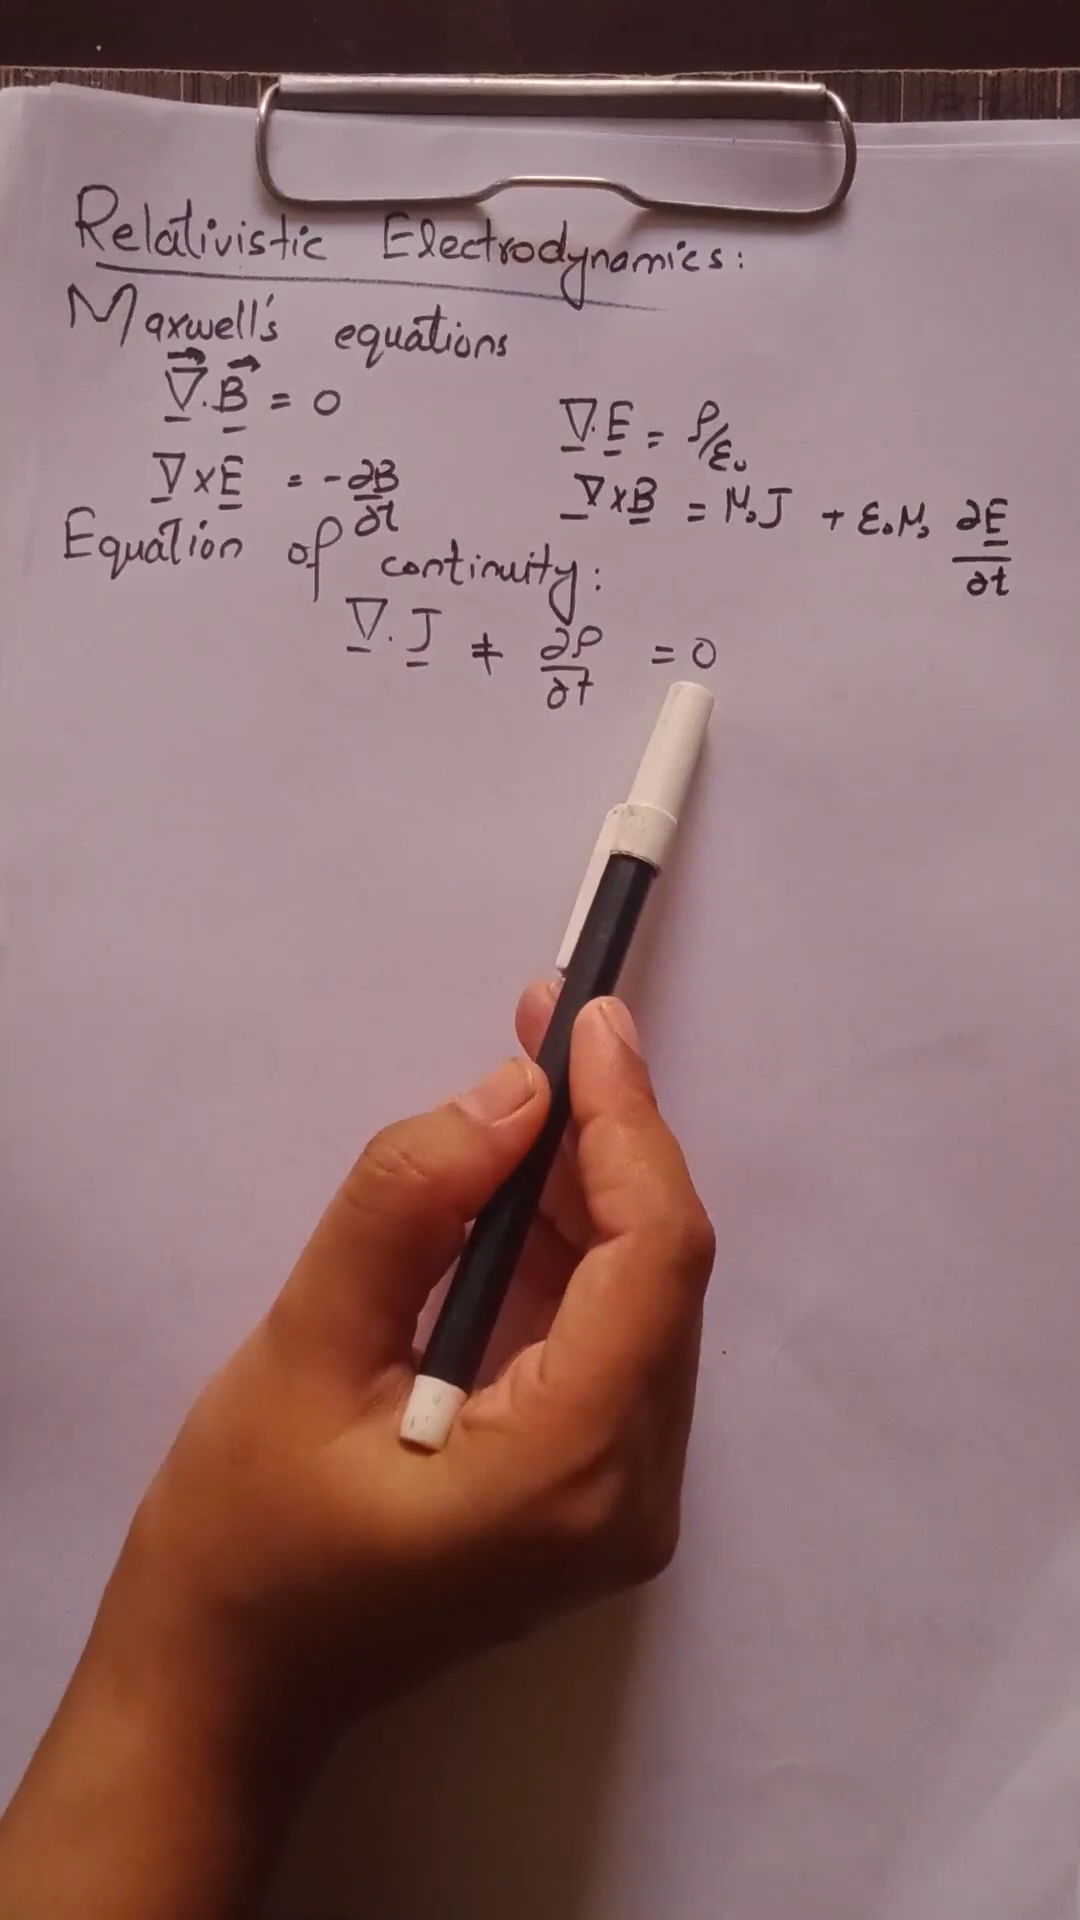 Relativistic Electrodynamics:
Maxwell's equations
∇·B = 0
∇·E = ρ/ε₀
∇×E = -∂B/∂t
∇×B = μ₀J + ε₀μ₀ ∂E/∂t
Equation of continuity:
∇·J + ∂ρ/∂t = 0